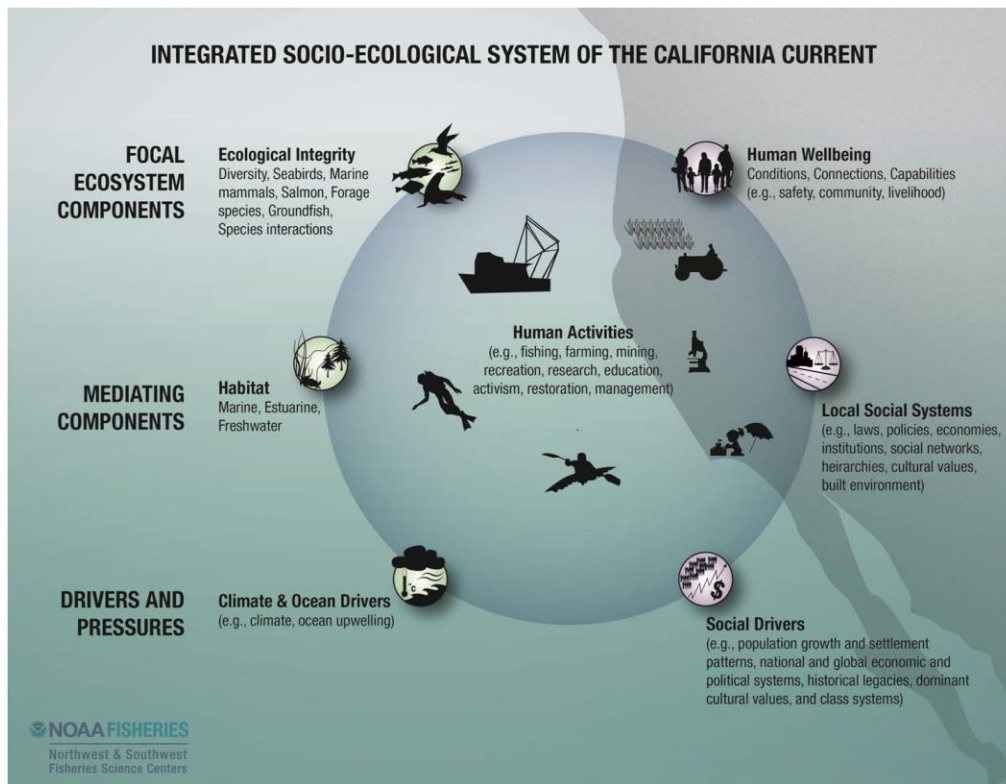 INTEGRATED SOCIO-ECOLOGICAL SYSTEM OF THE CALIFORNIA CURRENT
FOCAL
ECOSYSTEM
COMPONENTS
Ecological Integrity
Diversity, Seabirds, Marine
mammals, Salmon, Forage
species, Groundfish,
Species interactions
Human Wellbeing
Conditions, Connections, Capabilities
(e.g., safety, community, livelihood)
Human Activities
(e.g., fishing, farming, mining,
recreation, research, education,
activism, restoration, management)
MEDIATING
COMPONENTS
Habitat
Marine, Estuarine,
Freshwater
Local Social Systems
(e.g., laws, policies, economies,
institutions, social networks,
heirarchies, cultural values,
built environment)
DRIVERS AND
PRESSURES
°C
Climate & Ocean Drivers
(e.g., climate, ocean upwelling)
$
Social Drivers
(e.g., population growth and settlement
patterns, national and global economic and
political systems, historical legacies, dominant
cultural values, and class systems)
NOAA FISHERIES
Northwest & Southwest
Fisheries Science Centers